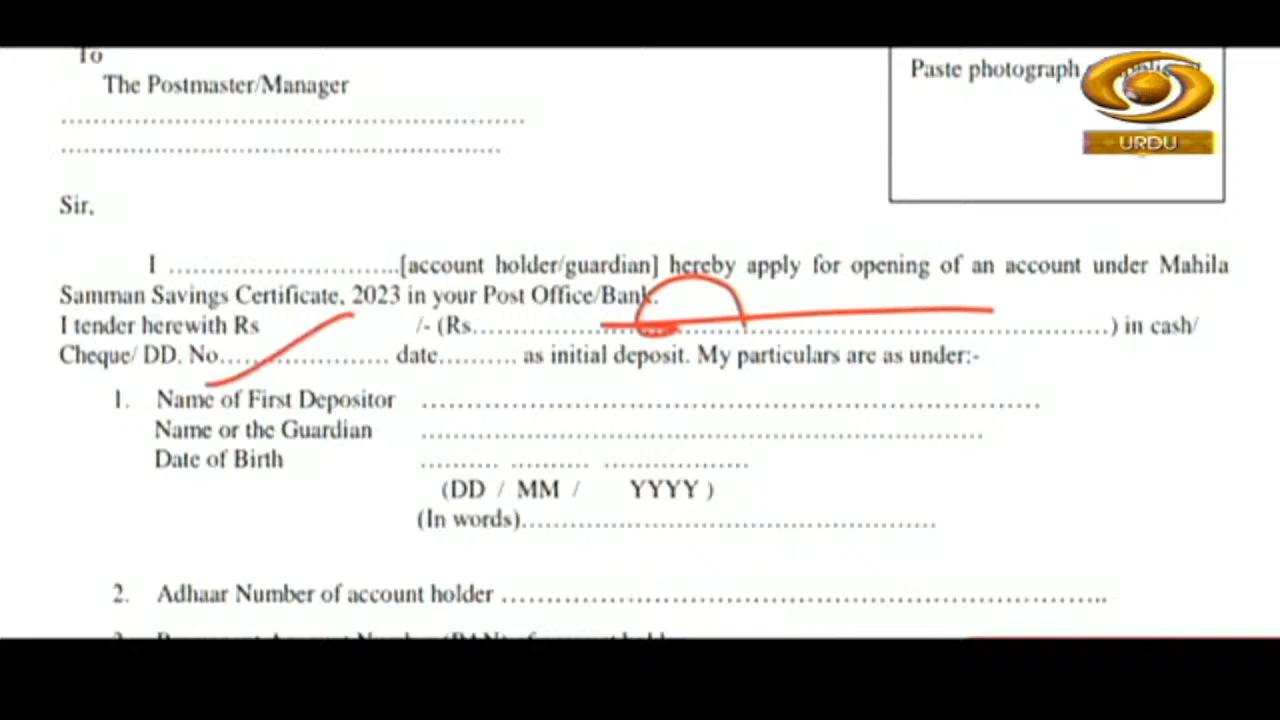 To
The Postmaster/Manager
Paste photograph
URDU
....................................................................
................................................................
Sir,
I ..............................[account holder/guardian] hereby apply for opening of an account under Mahila
Samman Savings Certificate, 2023 in your Post Office/Bank.
I tender herewith Rs /- (Rs....................................................................................) in cash/
Cheque/ DD. No......................... date.......... as initial deposit. My particulars are as under:-
1. Name of First Depositor ................................................................................
Name or the Guardian .........................................................................
Date of Birth .......... .......... ...................
(DD / MM / YYYY )
(In words)......................................................
2. Adhaar Number of account holder ..............................................................................